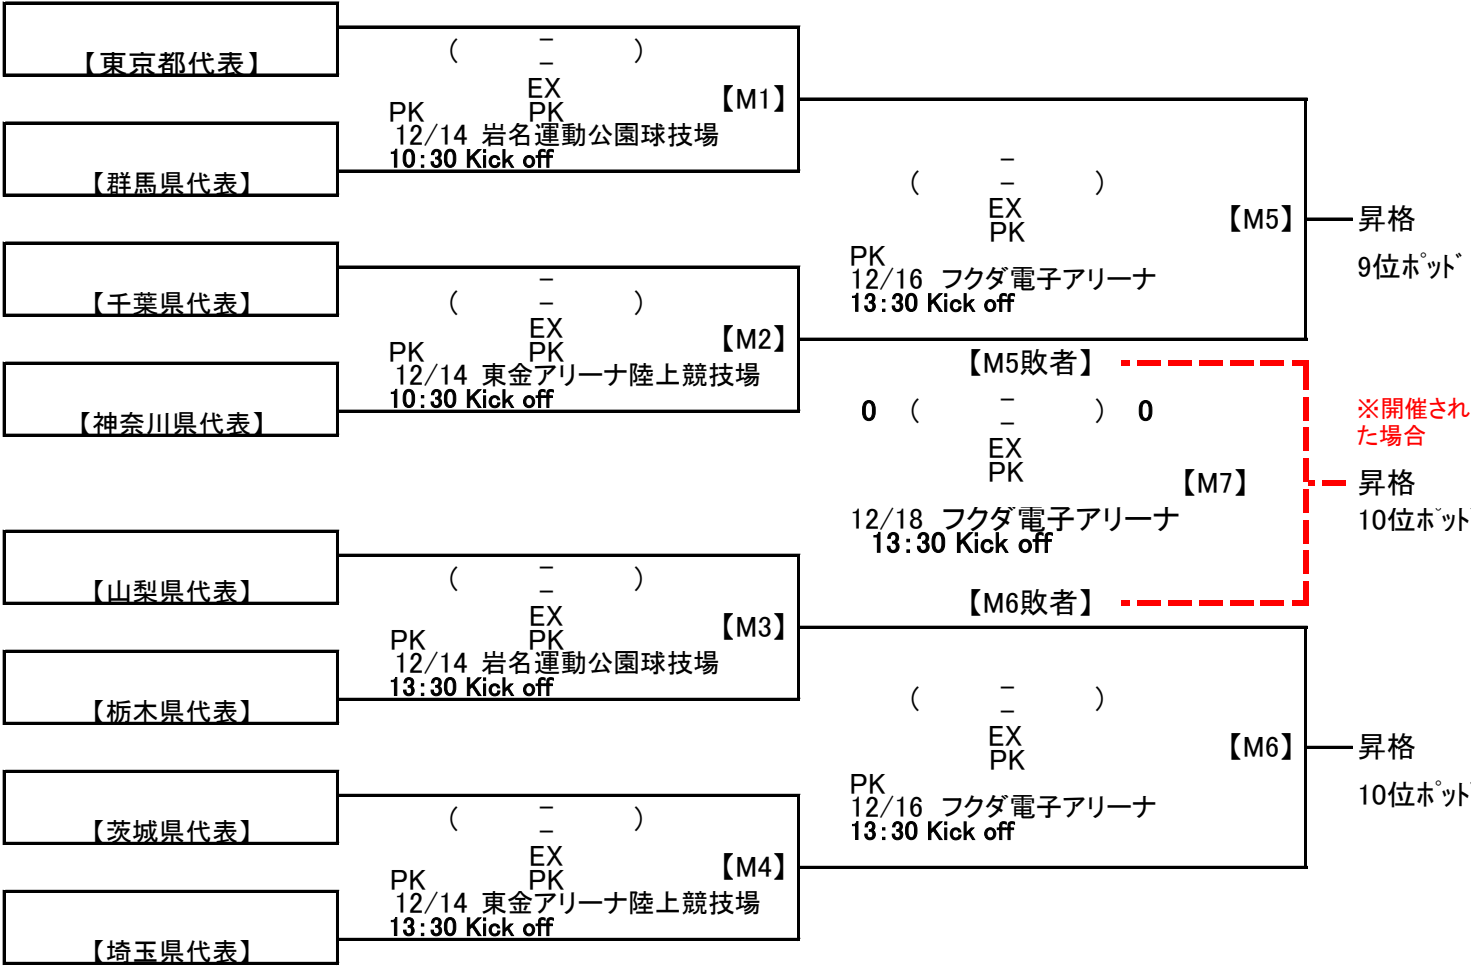 【東京都代表】
【群馬県代表】
(　－　)
－
EX
PK　PK
12/14 岩名運動公園球技場
10:30 Kick off
【M1】
【千葉県代表】
【神奈川県代表】
－
(　－　)
EX
PK　PK
12/14 東金アリーナ陸上競技場
10:30 Kick off
【M2】
－
(　－　)
EX
PK
PK
12/16 フクダ電子アリーナ
13:30 Kick off
【M5】
昇格
9位ﾎﾟｯﾄﾞ
【M5敗者】
0 (　－　) 0
－
EX
PK
【M7】
12/18 フクダ電子アリーナ
13:30 Kick off
【M6敗者】
※開催され
た場合
昇格
10位ﾎﾟｯﾄ
【山梨県代表】
【栃木県代表】
(　－　)
－
EX
PK　PK
12/14 岩名運動公園球技場
13:30 Kick off
【M3】
【茨城県代表】
【埼玉県代表】
(　－　)
－
EX
PK　PK
12/14 東金アリーナ陸上競技場
13:30 Kick off
【M4】
(　－　)
－
EX
PK
PK
12/16 フクダ電子アリーナ
13:30 Kick off
【M6】
昇格
10位ﾎﾟｯﾄﾞ